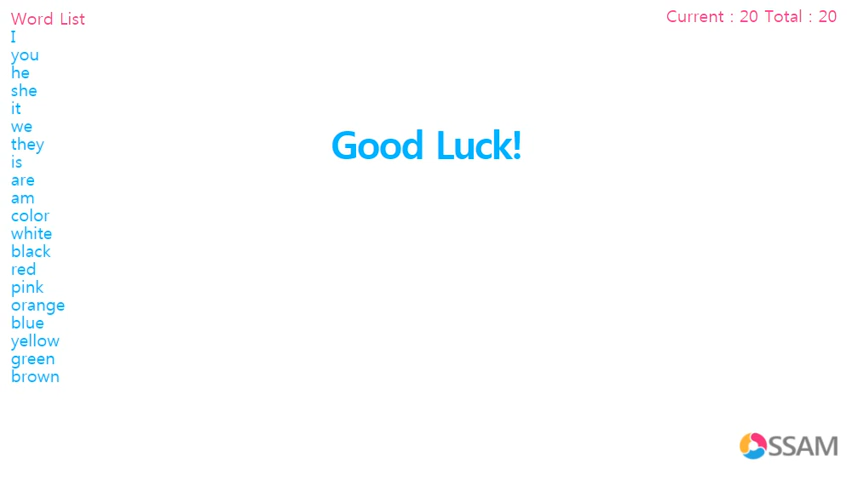 Word List
Current : 20 Total : 20
I
you
he
she
it
we
they
is
are
am
color
white
black
red
pink
orange
blue
yellow
green
brown
Good Luck!
SSAM